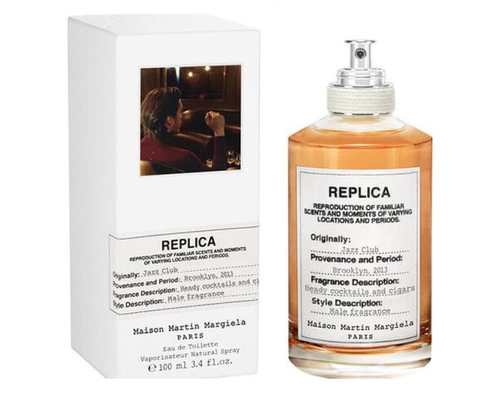 REPLICA
REPRODUCTION OF FAMILIAR SCENTS AND MOMENTS
OF VARYING LOCATIONS AND PERIODS.
Originally: Jazz Club
Provenance and Period: Brooklyn, 2013
Fragrance Description: Heady cocktails and ci
Style Description: Male fragrance
Maison Martin Margiela
PARIS
Eau de Toilette
Vaporisateur Natural Spray
℮ 100 ml 3.4 fl.oz.
REPLICA
REPRODUCTION OF FAMILIAR
SCENTS AND MOMENTS OF VARYING
LOCATIONS AND PERIODS.
Originally:
Jazz Club
Provenance and Period:
Brooklyn, 2013
Fragrance Description:
Heady cocktails and cigars
Style Description:
Male fragrance
Maison Martin Margiela
PARIS